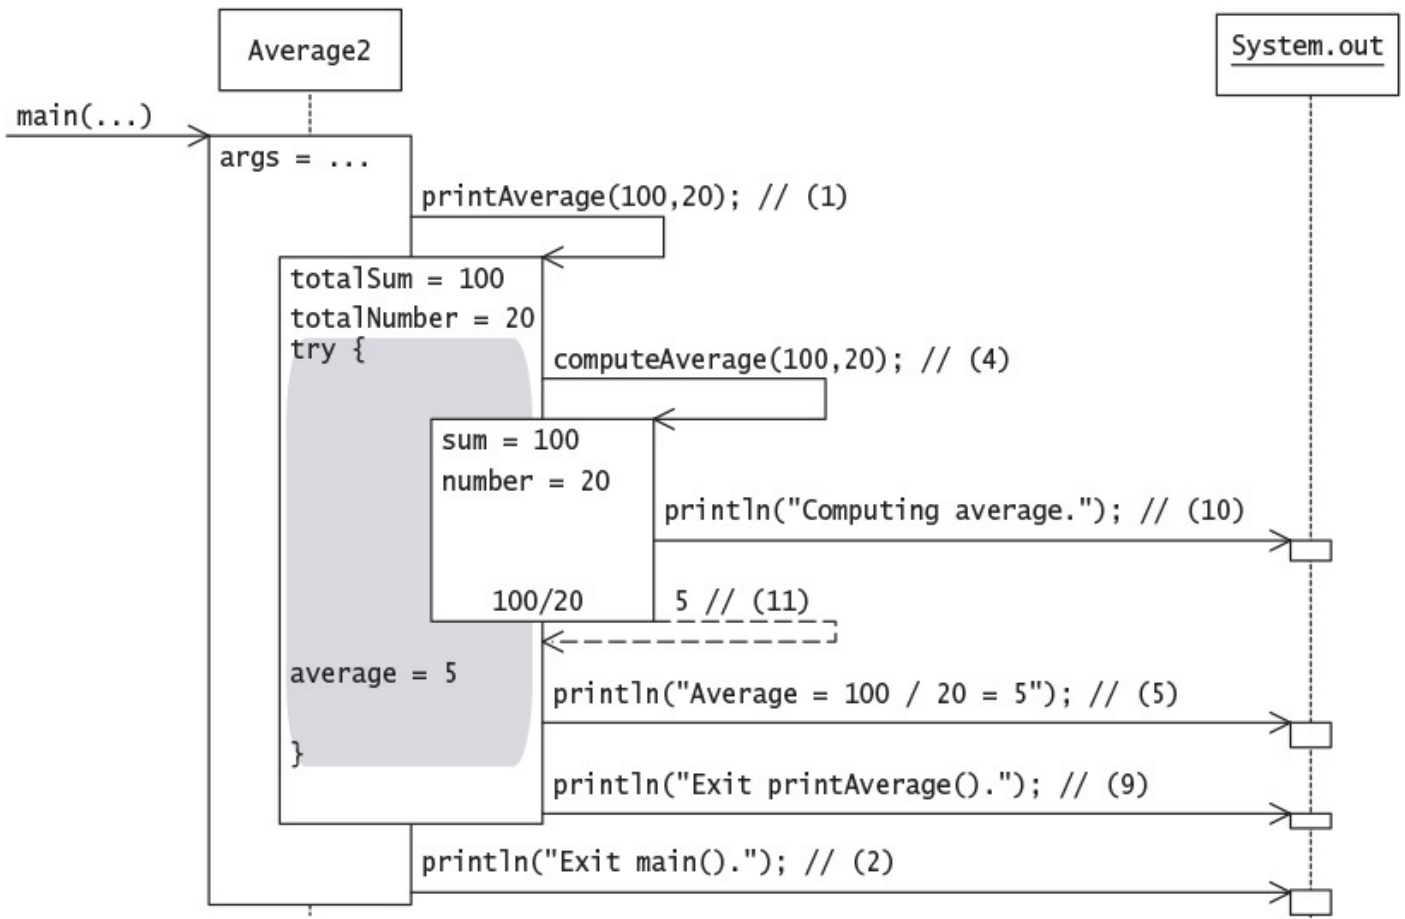 Average2
System.out
main(...)
args = ...
printAverage(100,20); // (1)
totalSum = 100
totalNumber = 20
try {
computeAverage(100,20); // (4)
sum = 100
number = 20
println("Computing average."); // (10)
100/20
5 // (11)
average = 5
println("Average = 100 / 20 = 5"); // (5)
}
println("Exit printAverage()."); // (9)
println("Exit main()."); // (2)